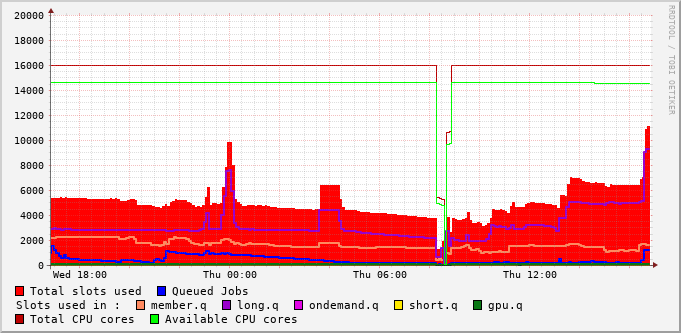 20000
18000
16000
14000
12000
10000
8000
6000
4000
2000
0
Wed 18:00 Thu 00:00 Thu 06:00 Thu 12:00
Total slots used Queued Jobs
Slots used in : member.q long.q ondemand.q short.q gpu.q
Total CPU cores Available CPU cores
RRDTOOL / TOBI OETIKER